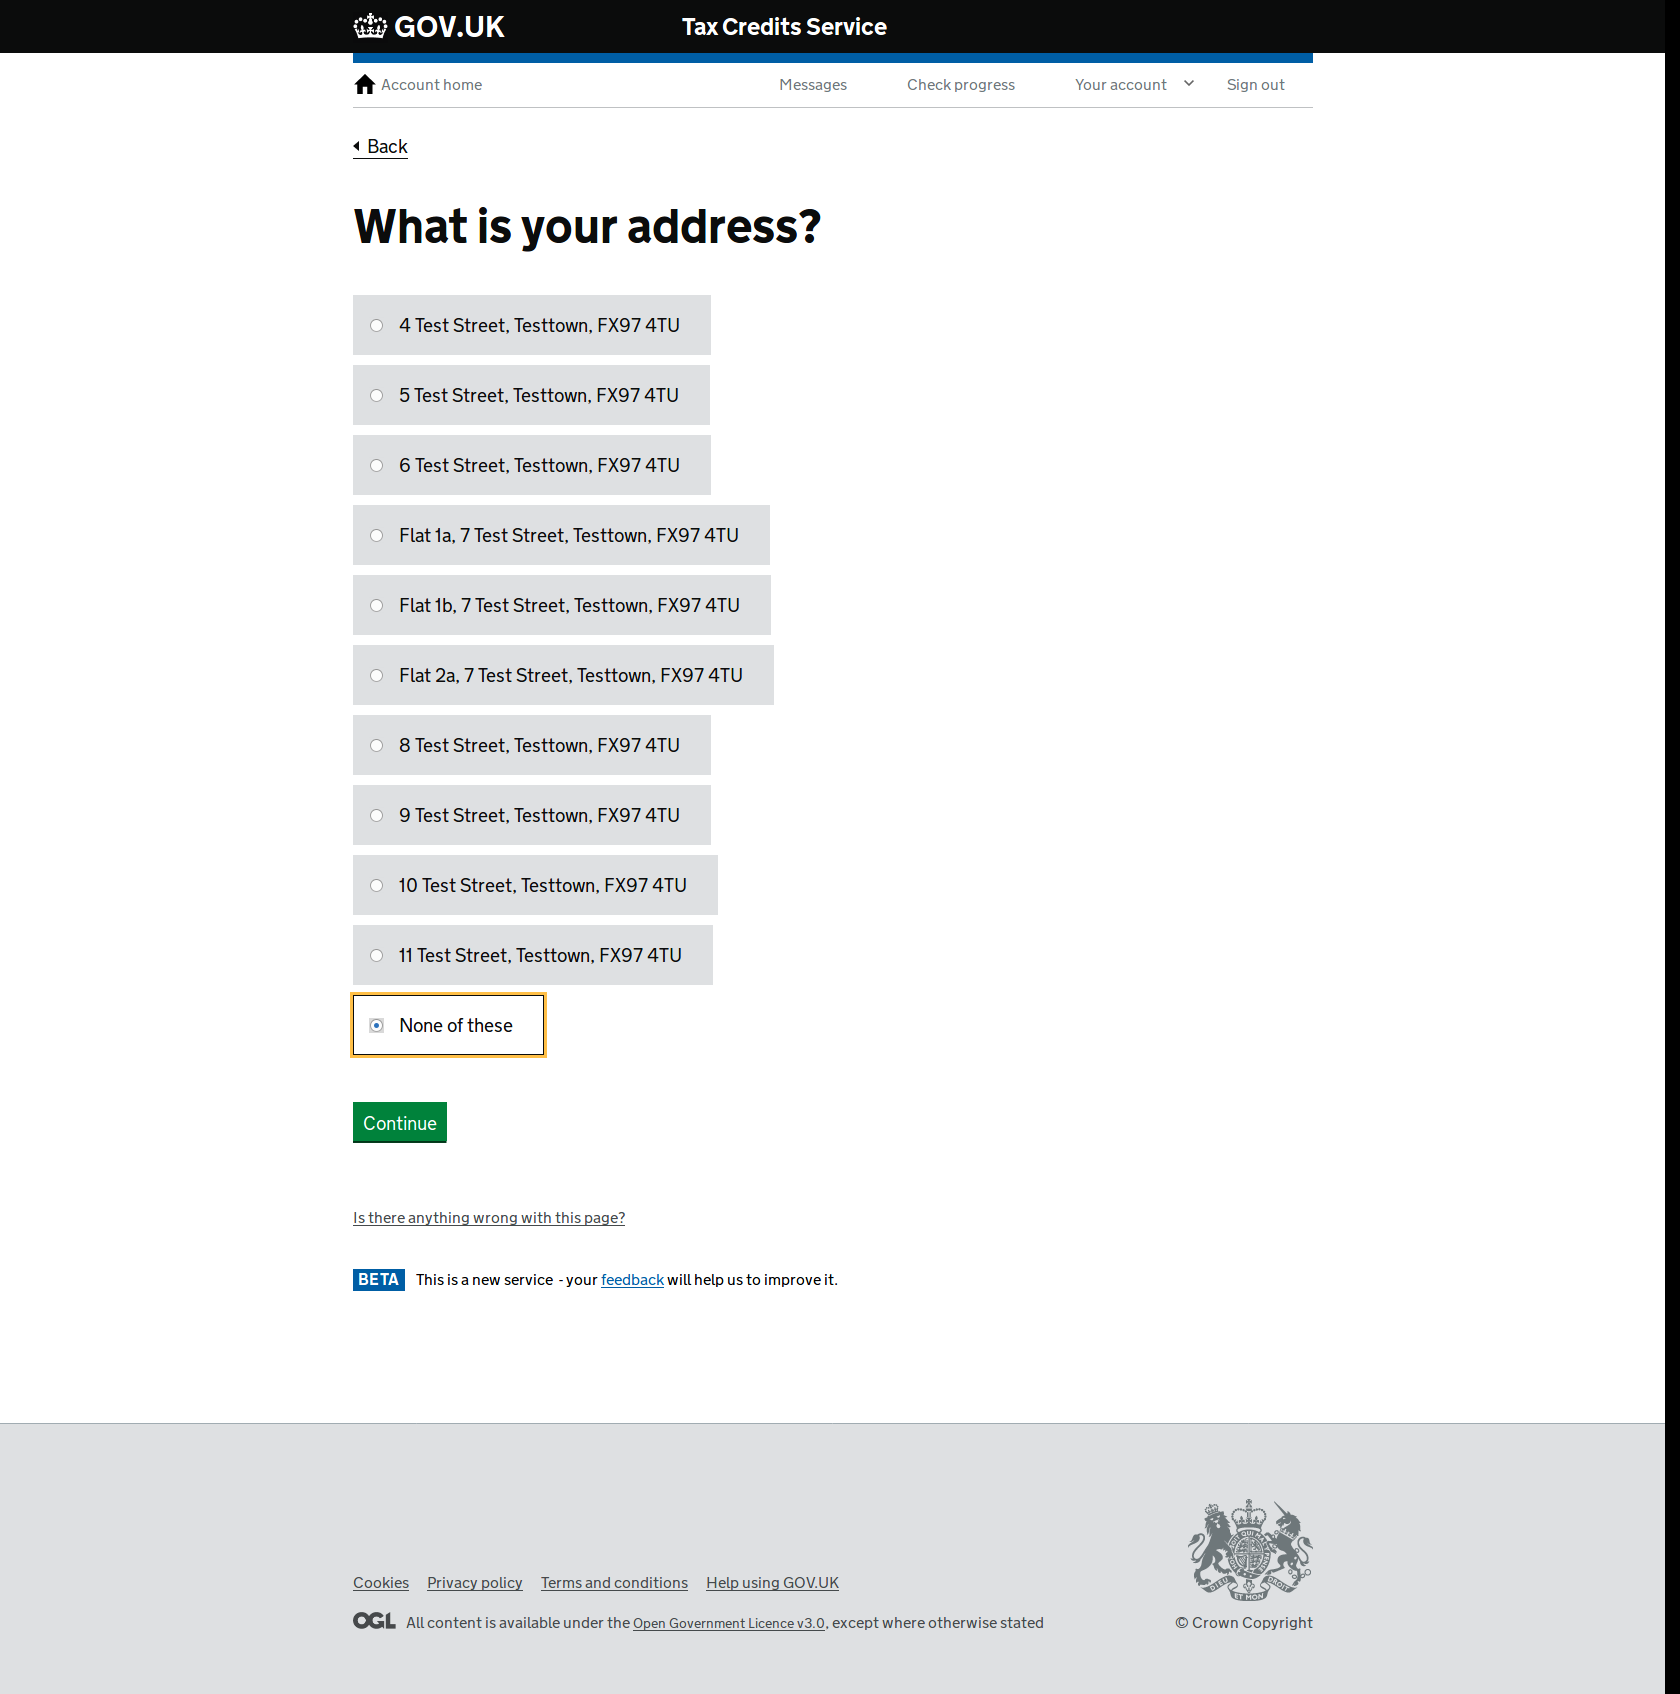 GOV.UK Tax Credits Service
Account home Messages Check progress Your account Sign out
Back
What is your address?
4 Test Street, Testtown, FX97 4TU
5 Test Street, Testtown, FX97 4TU
6 Test Street, Testtown, FX97 4TU
Flat 1a, 7 Test Street, Testtown, FX97 4TU
Flat 1b, 7 Test Street, Testtown, FX97 4TU
Flat 2a, 7 Test Street, Testtown, FX97 4TU
8 Test Street, Testtown, FX97 4TU
9 Test Street, Testtown, FX97 4TU
10 Test Street, Testtown, FX97 4TU
11 Test Street, Testtown, FX97 4TU
None of these
Continue
Is there anything wrong with this page?
BETA This is a new service - your feedback will help us to improve it.
Cookies Privacy policy Terms and conditions Help using GOV.UK
OGL All content is available under the Open Government Licence v3.0, except where otherwise stated
© Crown Copyright